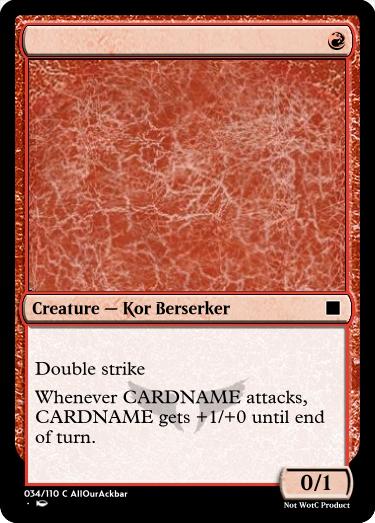 Creature — Kor Berserker
Double strike
Whenever CARDNAME attacks,
CARDNAME gets +1/+0 until end
of turn.
0/1
034/110 C AllOurAckbar
Not WotC Product